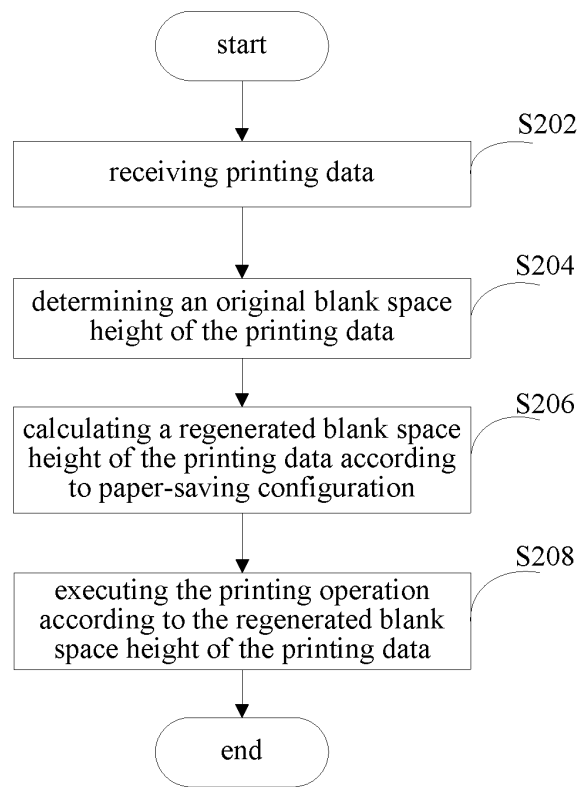 start
S202
receiving printing data
S204
determining an original blank space
height of the printing data
S206
calculating a regenerated blank space
height of the printing data according
to paper-saving configuration
S208
executing the printing operation
according to the regenerated blank
space height of the printing data
end